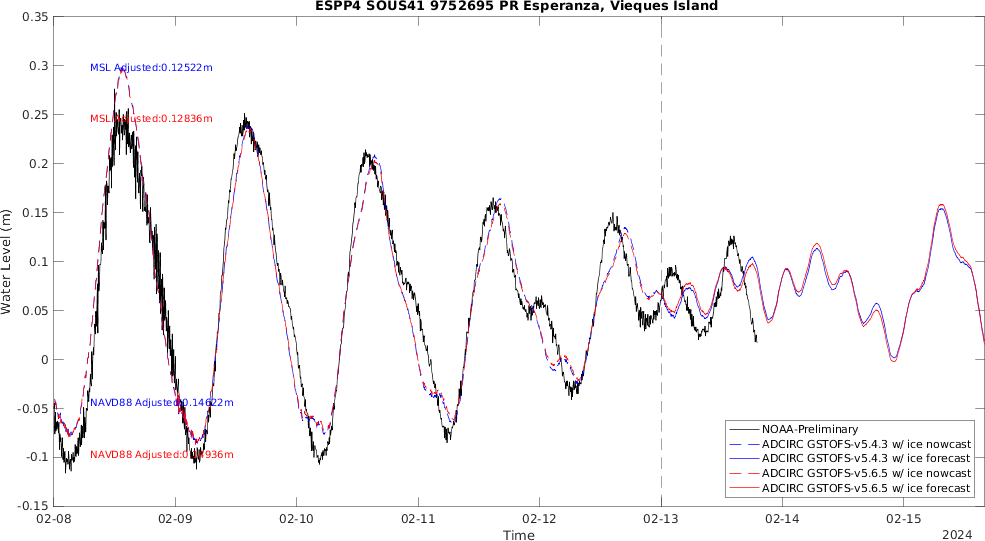 ESPP4 SOUS41 9752695 PR Esperanza, Vieques Island
0.35
0.3
0.25
0.2
0.15
0.1
0.05
0
-0.05
-0.1
-0.15
Water Level (m)
MSL Adjusted:0.12522m
MSL Adjusted:0.12836m
NAVD88 Adjusted:0.14622m
NAVD88 Adjusted:0.14936m
NOAA-Preliminary
ADCIRC GSTOFS-v5.4.3 w/ ice nowcast
ADCIRC GSTOFS-v5.4.3 w/ ice forecast
ADCIRC GSTOFS-v5.6.5 w/ ice nowcast
ADCIRC GSTOFS-v5.6.5 w/ ice forecast
02-08 02-09 02-10 02-11 02-12 02-13 02-14 02-15
Time
2024